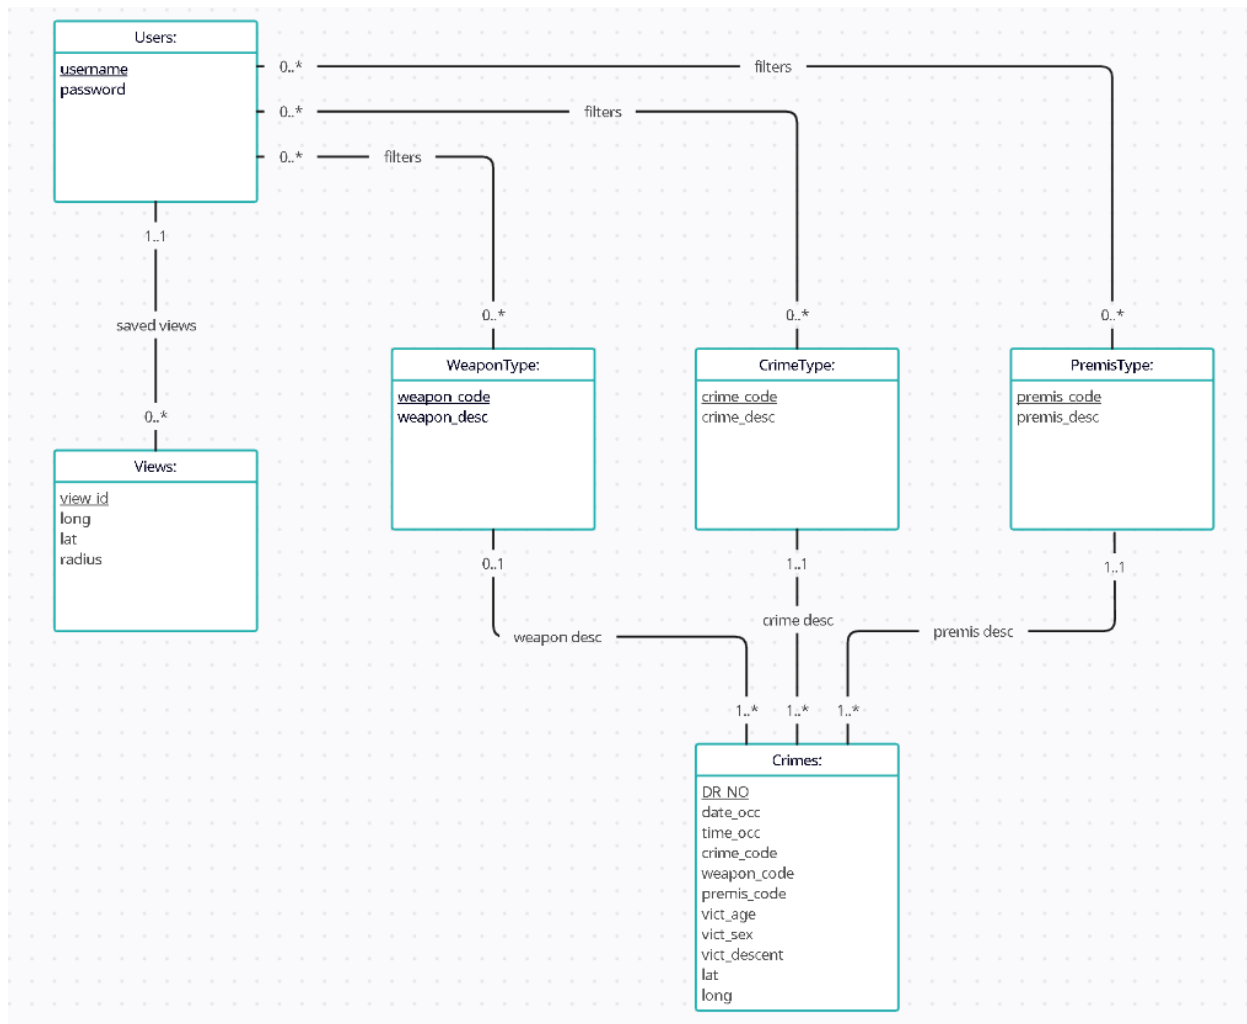 Users:
username
password
0..* filters
0..* filters
0..* filters
1..1
saved views
0..*
0..* 0..* 0..*
WeaponType:
weapon_code
weapon_desc
CrimeType:
crime_code
crime_desc
PremisType:
premis_code
premis_desc
Views:
view_id
long
lat
radius
0..1 1..1 1..1
weapon desc crime desc premis desc
1..* 1..* 1..*
Crimes:
DR_NO
date_occ
time_occ
crime_code
weapon_code
premis_code
vict_age
vict_sex
vict_descent
lat
long